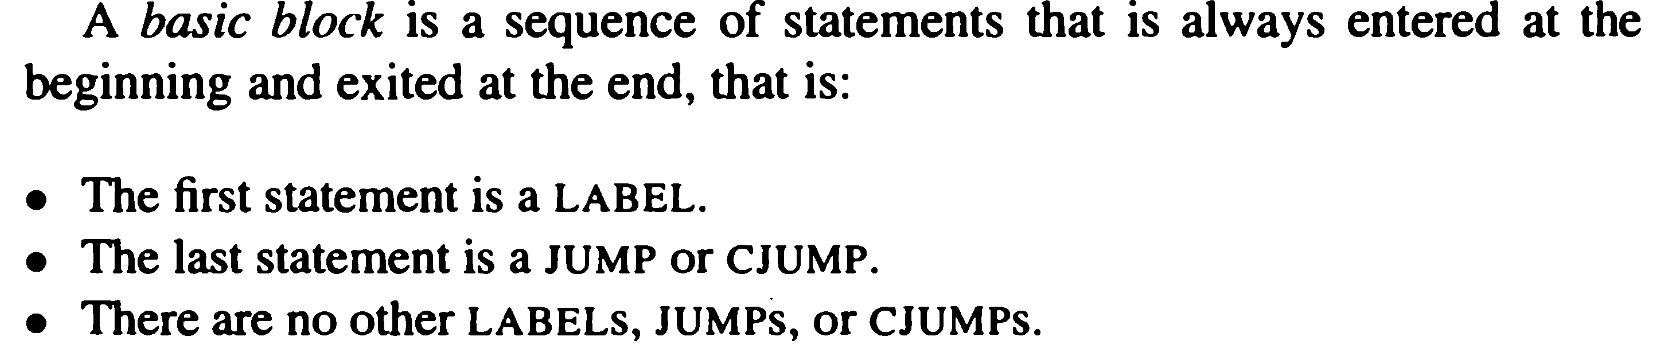 A basic block is a sequence of statements that is always entered at the
beginning and exited at the end, that is:
• The first statement is a LABEL.
• The last statement is a JUMP or CJUMP.
• There are no other LABELs, JUMPs, or CJUMPs.